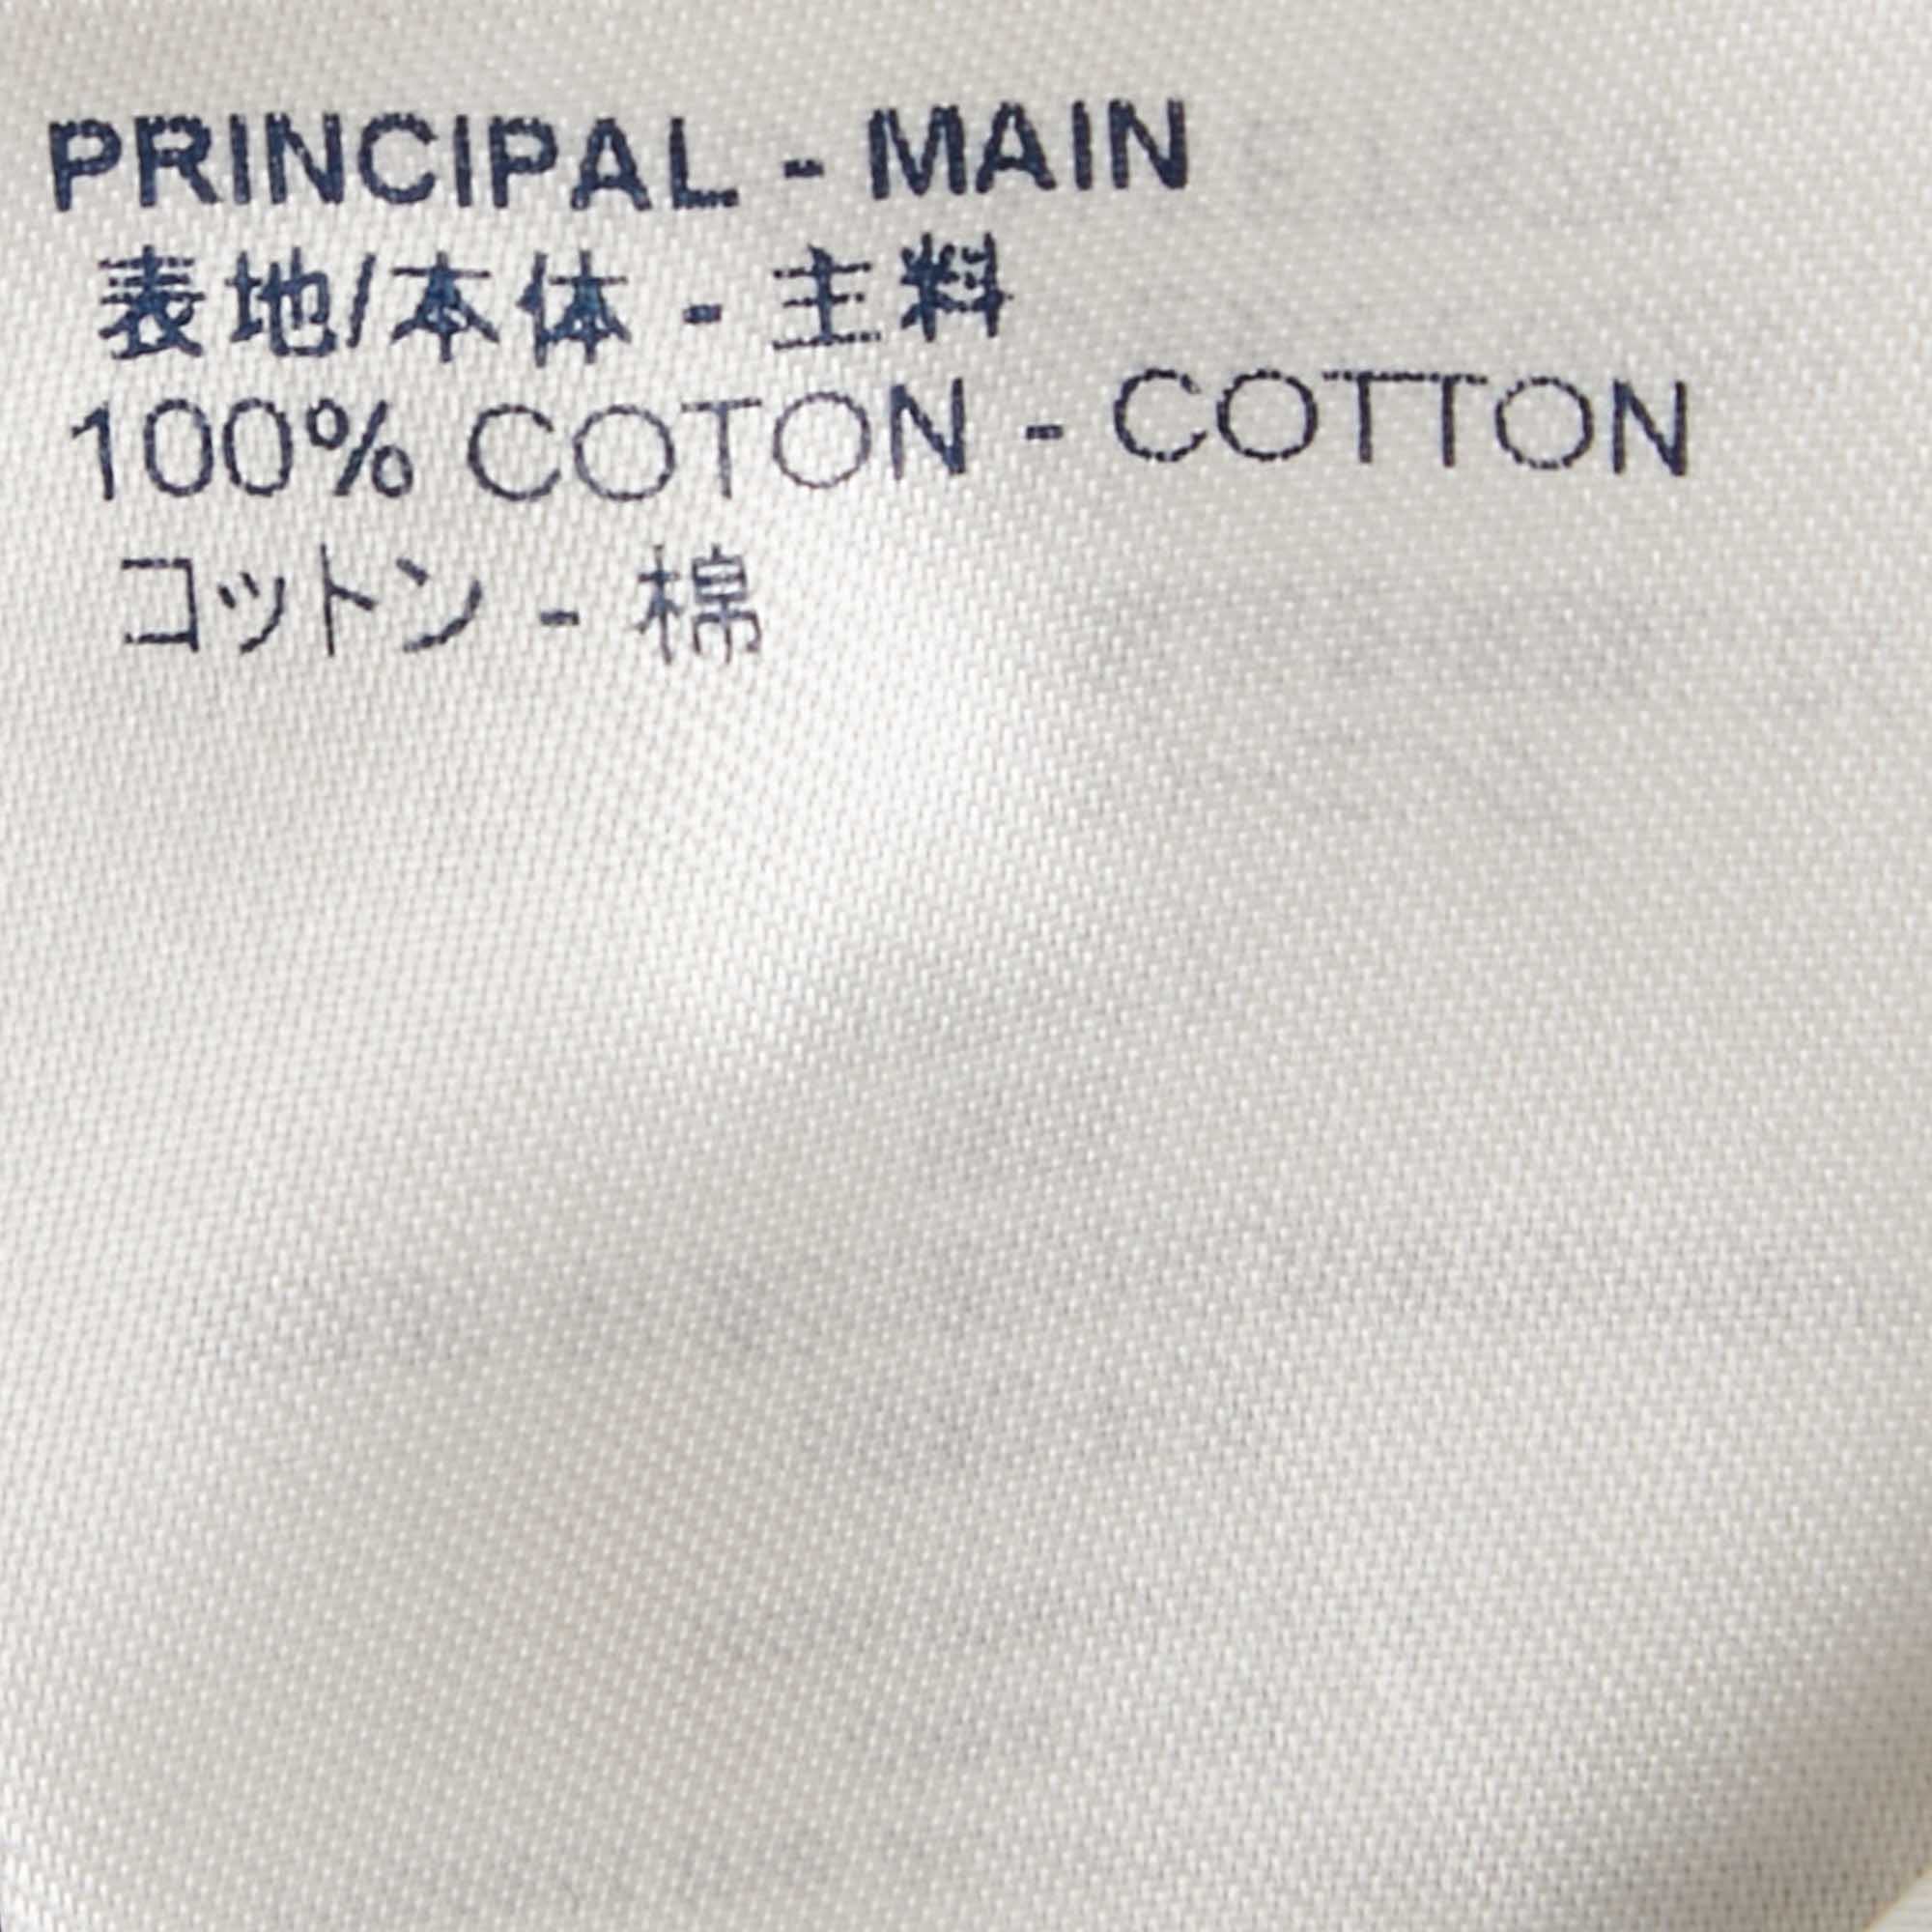 PRINCIPAL - MAIN
表地/本体 - 主料
100% COTON - COTTON
コットン - 棉